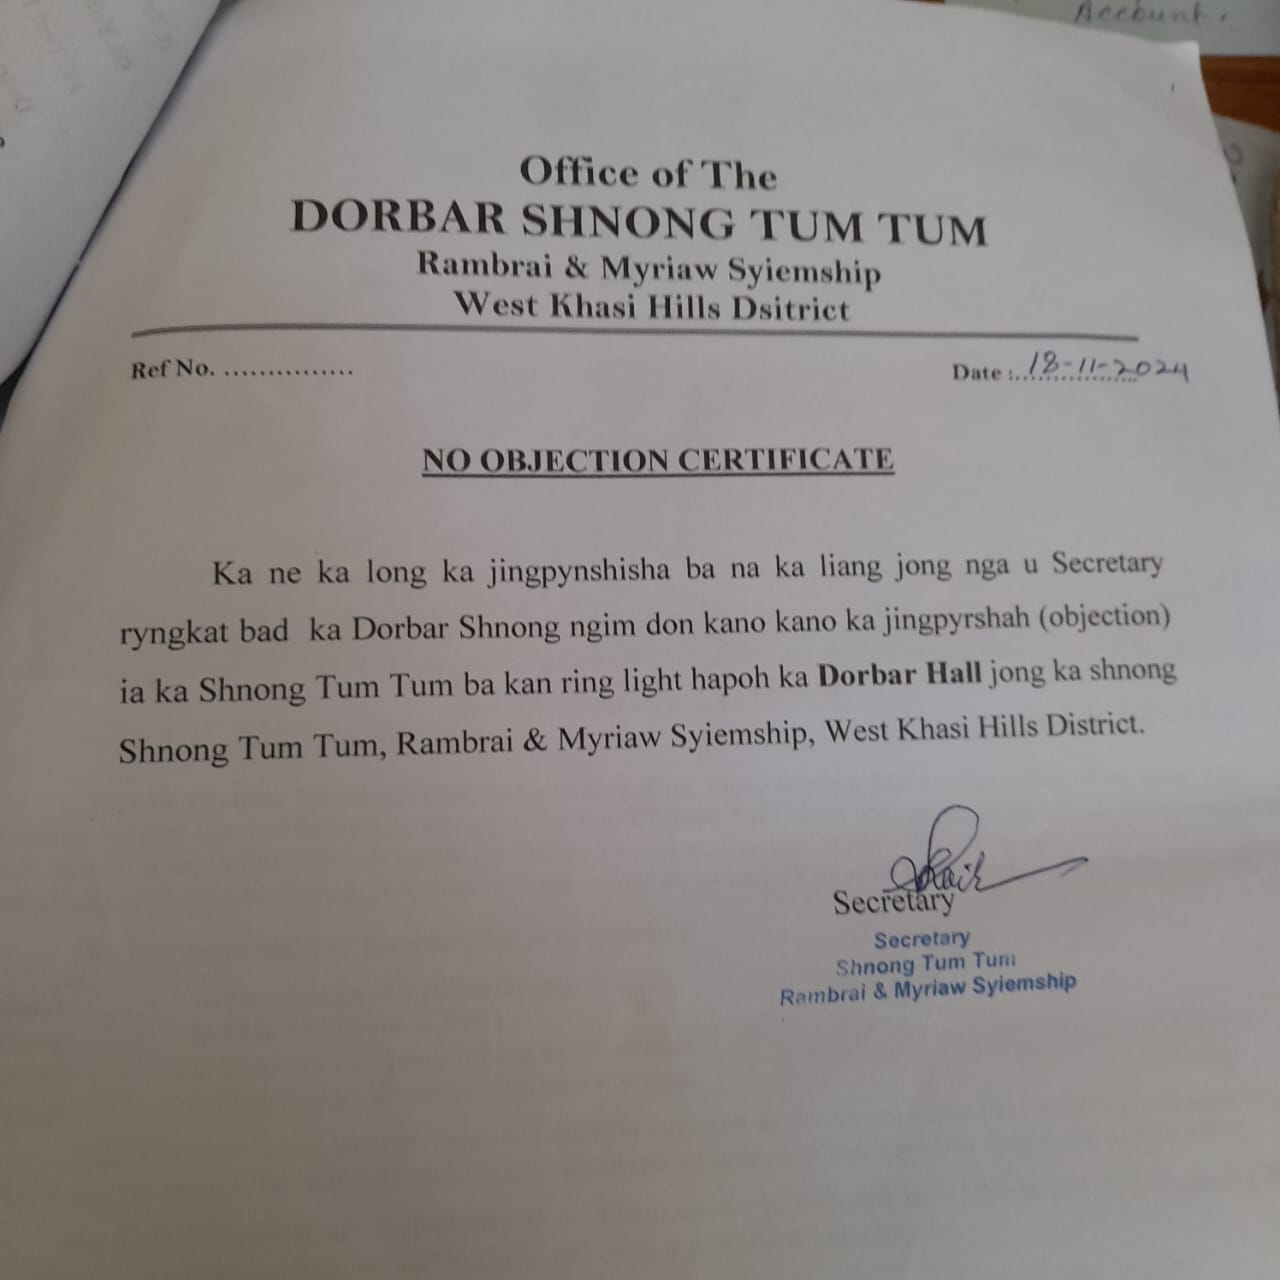 Account.
Office of The
DORBAR SHNONG TUM TUM
Rambrai & Myriaw Syiemship
West Khasi Hills Dsitrict
Ref No. ............... Date :.18-11-2024
NO OBJECTION CERTIFICATE
Ka ne ka long ka jingpynshisha ba na ka liang jong nga u Secretary
ryngkat bad ka Dorbar Shnong ngim don kano kano ka jingpyrshah (objection)
ia ka Shnong Tum Tum ba kan ring light hapoh ka Dorbar Hall jong ka shnong
Shnong Tum Tum, Rambrai & Myriaw Syiemship, West Khasi Hills District.
Secretary
Secretary
Shnong Tum Tum
Rambrai & Myriaw Syiemship